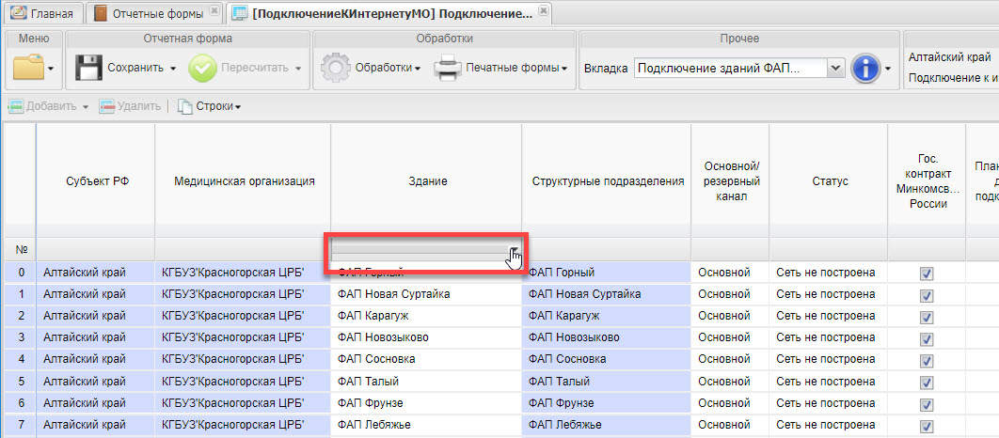 Главная
Отчетные формы
[ПодключениеКИнтернетуМО] Подключение...
Меню
Отчетная форма
Обработки
Прочее
Сохранить
Пересчитать
Обработки
Печатные формы
Вкладка
Подключение зданий ФАП...
Алтайский край
Подключение к и
Добавить
Удалить
Строки
Субъект РФ
Медицинская организация
Здание
Структурные подразделения
Основной/
резервный
канал
Статус
Гос.
контракт
Минкомсв...
России
План
д
подк
№
0 Алтайский край КГБУЗ'Красногорская ЦРБ' ФАП Горный ФАП Горный Основной Сеть не построена
1 Алтайский край КГБУЗ'Красногорская ЦРБ' ФАП Новая Суртайка ФАП Новая Суртайка Основной Сеть не построена
2 Алтайский край КГБУЗ'Красногорская ЦРБ' ФАП Карагуж ФАП Карагуж Основной Сеть не построена
3 Алтайский край КГБУЗ'Красногорская ЦРБ' ФАП Новозыково ФАП Новозыково Основной Сеть не построена
4 Алтайский край КГБУЗ'Красногорская ЦРБ' ФАП Сосновка ФАП Сосновка Основной Сеть не построена
5 Алтайский край КГБУЗ'Красногорская ЦРБ' ФАП Талый ФАП Талый Основной Сеть не построена
6 Алтайский край КГБУЗ'Красногорская ЦРБ' ФАП Фрунзе ФАП Фрунзе Основной Сеть не построена
7 Алтайский край КГБУЗ'Красногорская ЦРБ' ФАП Лебяжье ФАП Лебяжье Основной Сеть не построена